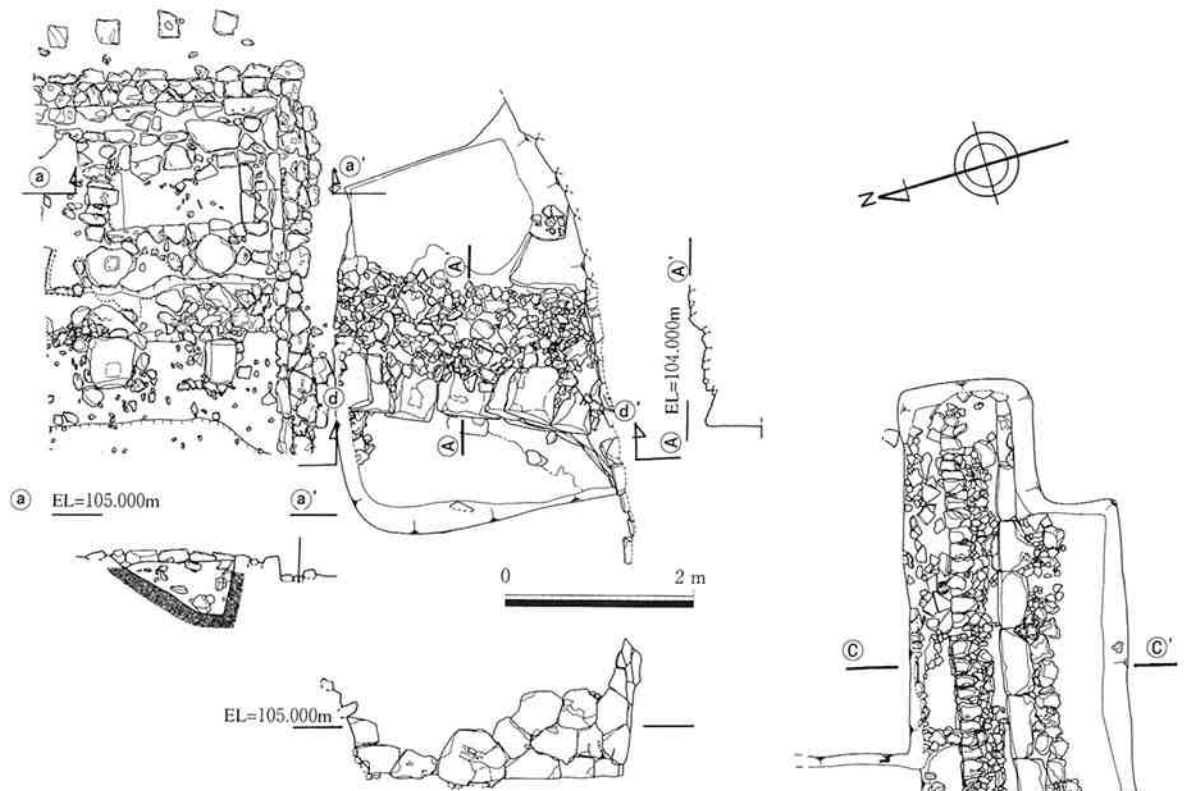 ⓐ
ⓐ'
Ⓐ'
N
Ⓐ'
EL=104.000m
ⓓ
ⓓ'
Ⓐ
Ⓐ
ⓐ EL=105.000m ⓐ'
0 2 m
Ⓒ
Ⓒ'
EL=105.000m